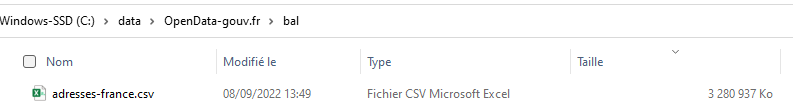 Windows-SSD (C:) > data > OpenData-gouv.fr > bal
Nom Modifié le Type Taille
adresses-france.csv 08/09/2022 13:49 Fichier CSV Microsoft Excel 3 280 937 Ko